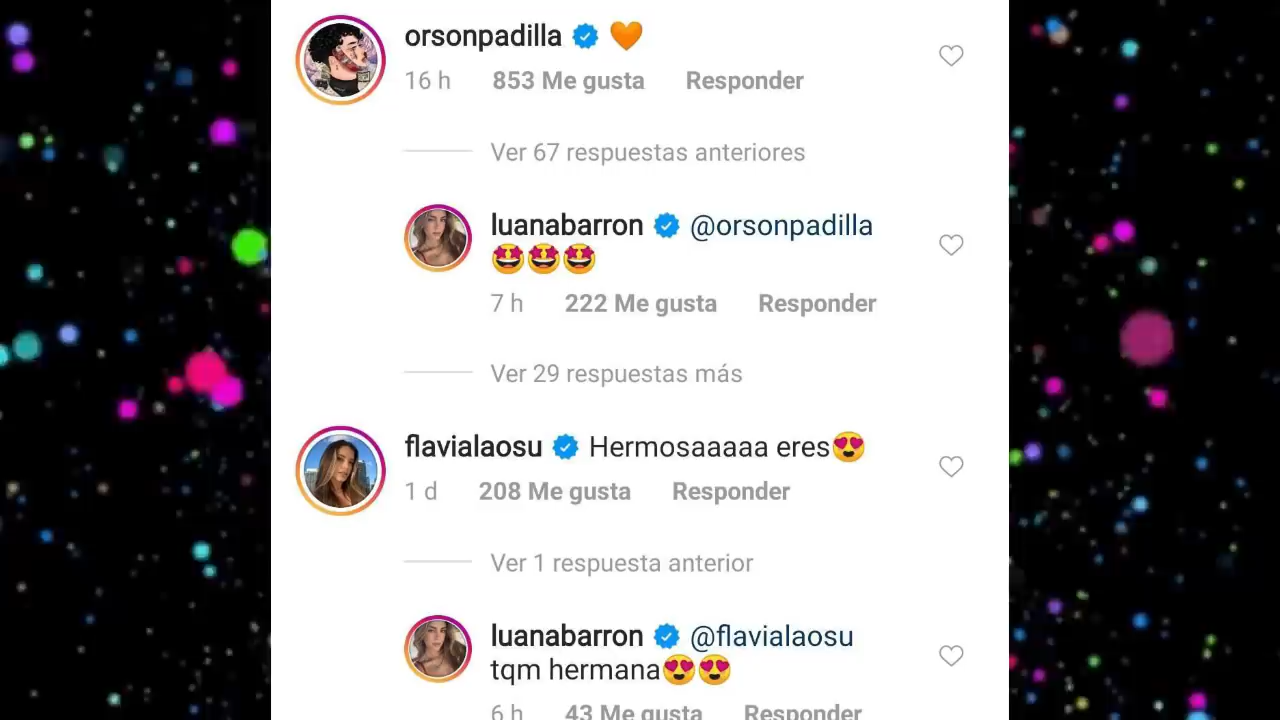 orsonpadilla 🧡
16 h 853 Me gusta Responder
Ver 67 respuestas anteriores
luanabarron @orsonpadilla
🤩🤩🤩
7 h 222 Me gusta Responder
Ver 29 respuestas más
flavialaosu Hermosaaaaa eres😍
1 d 208 Me gusta Responder
Ver 1 respuesta anterior
luanabarron @flavialaosu
tqm hermana😍😍
6 h 43 Me gusta Responder